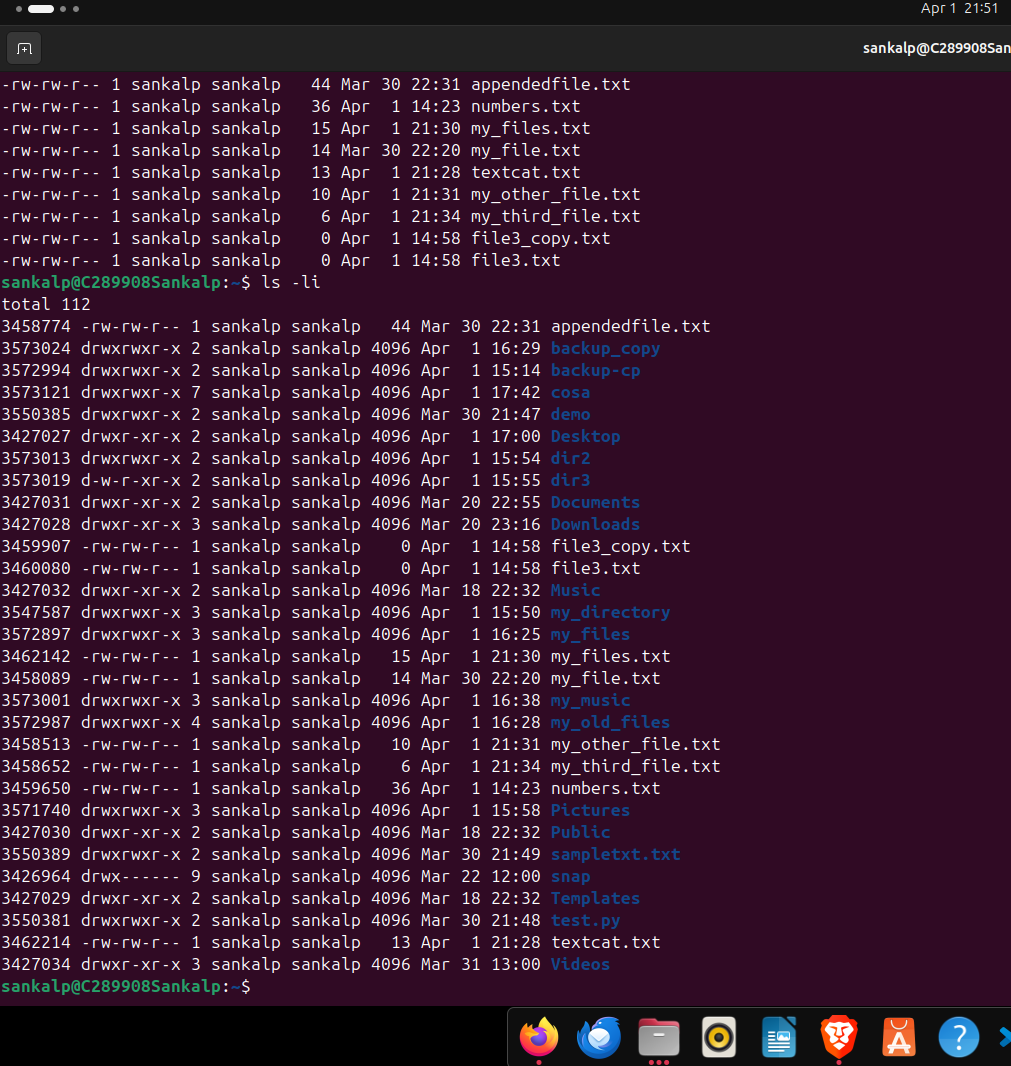 Apr 1 21:51
sankalp@C289908San
-rw-rw-r-- 1 sankalp sankalp   44 Mar 30 22:31 appendedfile.txt
-rw-rw-r-- 1 sankalp sankalp   36 Apr  1 14:23 numbers.txt
-rw-rw-r-- 1 sankalp sankalp   15 Apr  1 21:30 my_files.txt
-rw-rw-r-- 1 sankalp sankalp   14 Mar 30 22:20 my_file.txt
-rw-rw-r-- 1 sankalp sankalp   13 Apr  1 21:28 textcat.txt
-rw-rw-r-- 1 sankalp sankalp   10 Apr  1 21:31 my_other_file.txt
-rw-rw-r-- 1 sankalp sankalp    6 Apr  1 21:34 my_third_file.txt
-rw-rw-r-- 1 sankalp sankalp    0 Apr  1 14:58 file3_copy.txt
-rw-rw-r-- 1 sankalp sankalp    0 Apr  1 14:58 file3.txt
sankalp@C289908Sankalp:~$ ls -li
total 112
3458774 -rw-rw-r-- 1 sankalp sankalp   44 Mar 30 22:31 appendedfile.txt
3573024 drwxrwxr-x 2 sankalp sankalp 4096 Apr  1 16:29 backup_copy
3572994 drwxrwxr-x 2 sankalp sankalp 4096 Apr  1 15:14 backup-cp
3573121 drwxrwxr-x 7 sankalp sankalp 4096 Apr  1 17:42 cosa
3550385 drwxrwxr-x 2 sankalp sankalp 4096 Mar 30 21:47 demo
3427027 drwxr-xr-x 2 sankalp sankalp 4096 Apr  1 17:00 Desktop
3573013 drwxrwxr-x 2 sankalp sankalp 4096 Apr  1 15:54 dir2
3573019 d-w-r-xr-x 2 sankalp sankalp 4096 Apr  1 15:55 dir3
3427031 drwxr-xr-x 2 sankalp sankalp 4096 Mar 20 22:55 Documents
3427028 drwxr-xr-x 3 sankalp sankalp 4096 Mar 20 23:16 Downloads
3459907 -rw-rw-r-- 1 sankalp sankalp    0 Apr  1 14:58 file3_copy.txt
3460080 -rw-rw-r-- 1 sankalp sankalp    0 Apr  1 14:58 file3.txt
3427032 drwxr-xr-x 2 sankalp sankalp 4096 Mar 18 22:32 Music
3547587 drwxrwxr-x 3 sankalp sankalp 4096 Apr  1 15:50 my_directory
3572897 drwxrwxr-x 3 sankalp sankalp 4096 Apr  1 16:25 my_files
3462142 -rw-rw-r-- 1 sankalp sankalp   15 Apr  1 21:30 my_files.txt
3458089 -rw-rw-r-- 1 sankalp sankalp   14 Mar 30 22:20 my_file.txt
3573001 drwxrwxr-x 3 sankalp sankalp 4096 Apr  1 16:38 my_music
3572987 drwxrwxr-x 4 sankalp sankalp 4096 Apr  1 16:28 my_old_files
3458513 -rw-rw-r-- 1 sankalp sankalp   10 Apr  1 21:31 my_other_file.txt
3458652 -rw-rw-r-- 1 sankalp sankalp    6 Apr  1 21:34 my_third_file.txt
3459650 -rw-rw-r-- 1 sankalp sankalp   36 Apr  1 14:23 numbers.txt
3571740 drwxrwxr-x 3 sankalp sankalp 4096 Apr  1 15:58 Pictures
3427030 drwxr-xr-x 2 sankalp sankalp 4096 Mar 18 22:32 Public
3550389 drwxrwxr-x 2 sankalp sankalp 4096 Mar 30 21:49 sampletxt.txt
3426964 drwx------ 9 sankalp sankalp 4096 Mar 22 12:00 snap
3427029 drwxr-xr-x 2 sankalp sankalp 4096 Mar 18 22:32 Templates
3550381 drwxrwxr-x 2 sankalp sankalp 4096 Mar 30 21:48 test.py
3462214 -rw-rw-r-- 1 sankalp sankalp   13 Apr  1 21:28 textcat.txt
3427034 drwxr-xr-x 3 sankalp sankalp 4096 Mar 31 13:00 Videos
sankalp@C289908Sankalp:~$